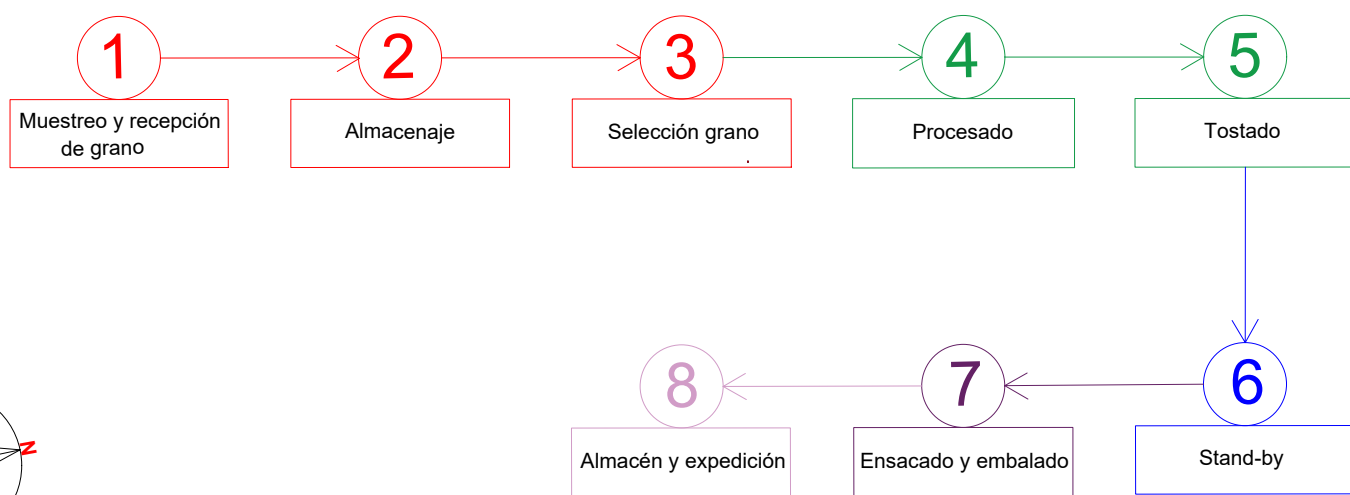 1
2
3
4
5
Muestreo y recepción
de grano
Almacenaje
Selección grano
.
Procesado
Tostado
8
7
6
N
Almacén y expedición
Ensacado y embalado
Stand-by